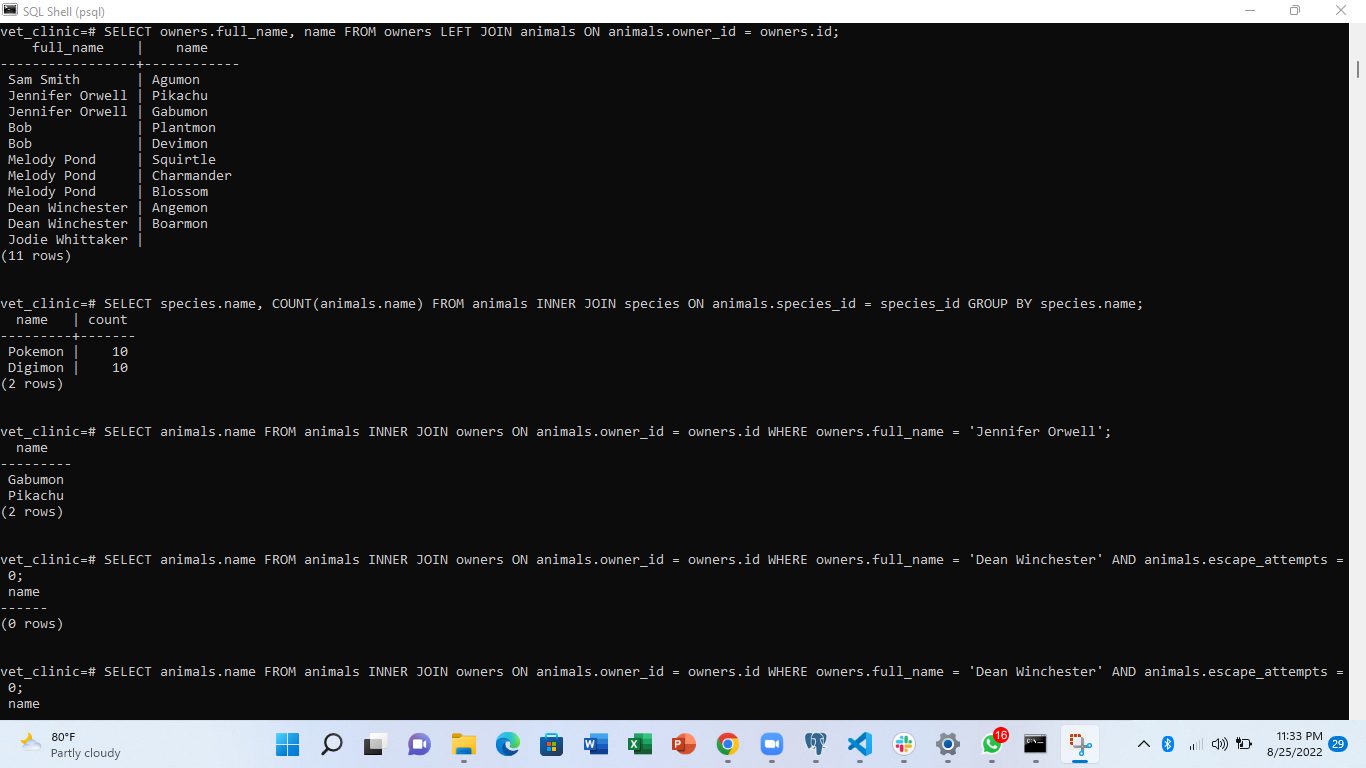 SQL Shell (psql)
vet_clinic=# SELECT owners.full_name, name FROM owners LEFT JOIN animals ON animals.owner_id = owners.id;
    full_name    |    name
-----------------+------------
 Sam Smith       | Agumon
 Jennifer Orwell | Pikachu
 Jennifer Orwell | Gabumon
 Bob             | Plantmon
 Bob             | Devimon
 Melody Pond     | Squirtle
 Melody Pond     | Charmander
 Melody Pond     | Blossom
 Dean Winchester | Angemon
 Dean Winchester | Boarmon
 Jodie Whittaker |
(11 rows)
vet_clinic=# SELECT species.name, COUNT(animals.name) FROM animals INNER JOIN species ON animals.species_id = species_id GROUP BY species.name;
  name   | count
---------+-------
 Pokemon |    10
 Digimon |    10
(2 rows)
vet_clinic=# SELECT animals.name FROM animals INNER JOIN owners ON animals.owner_id = owners.id WHERE owners.full_name = 'Jennifer Orwell';
  name
---------
 Gabumon
 Pikachu
(2 rows)
vet_clinic=# SELECT animals.name FROM animals INNER JOIN owners ON animals.owner_id = owners.id WHERE owners.full_name = 'Dean Winchester' AND animals.escape_attempts =
 0;
 name
------
(0 rows)
vet_clinic=# SELECT animals.name FROM animals INNER JOIN owners ON animals.owner_id = owners.id WHERE owners.full_name = 'Dean Winchester' AND animals.escape_attempts =
 0;
 name
80°F
Partly cloudy
16
11:33 PM
8/25/2022
29